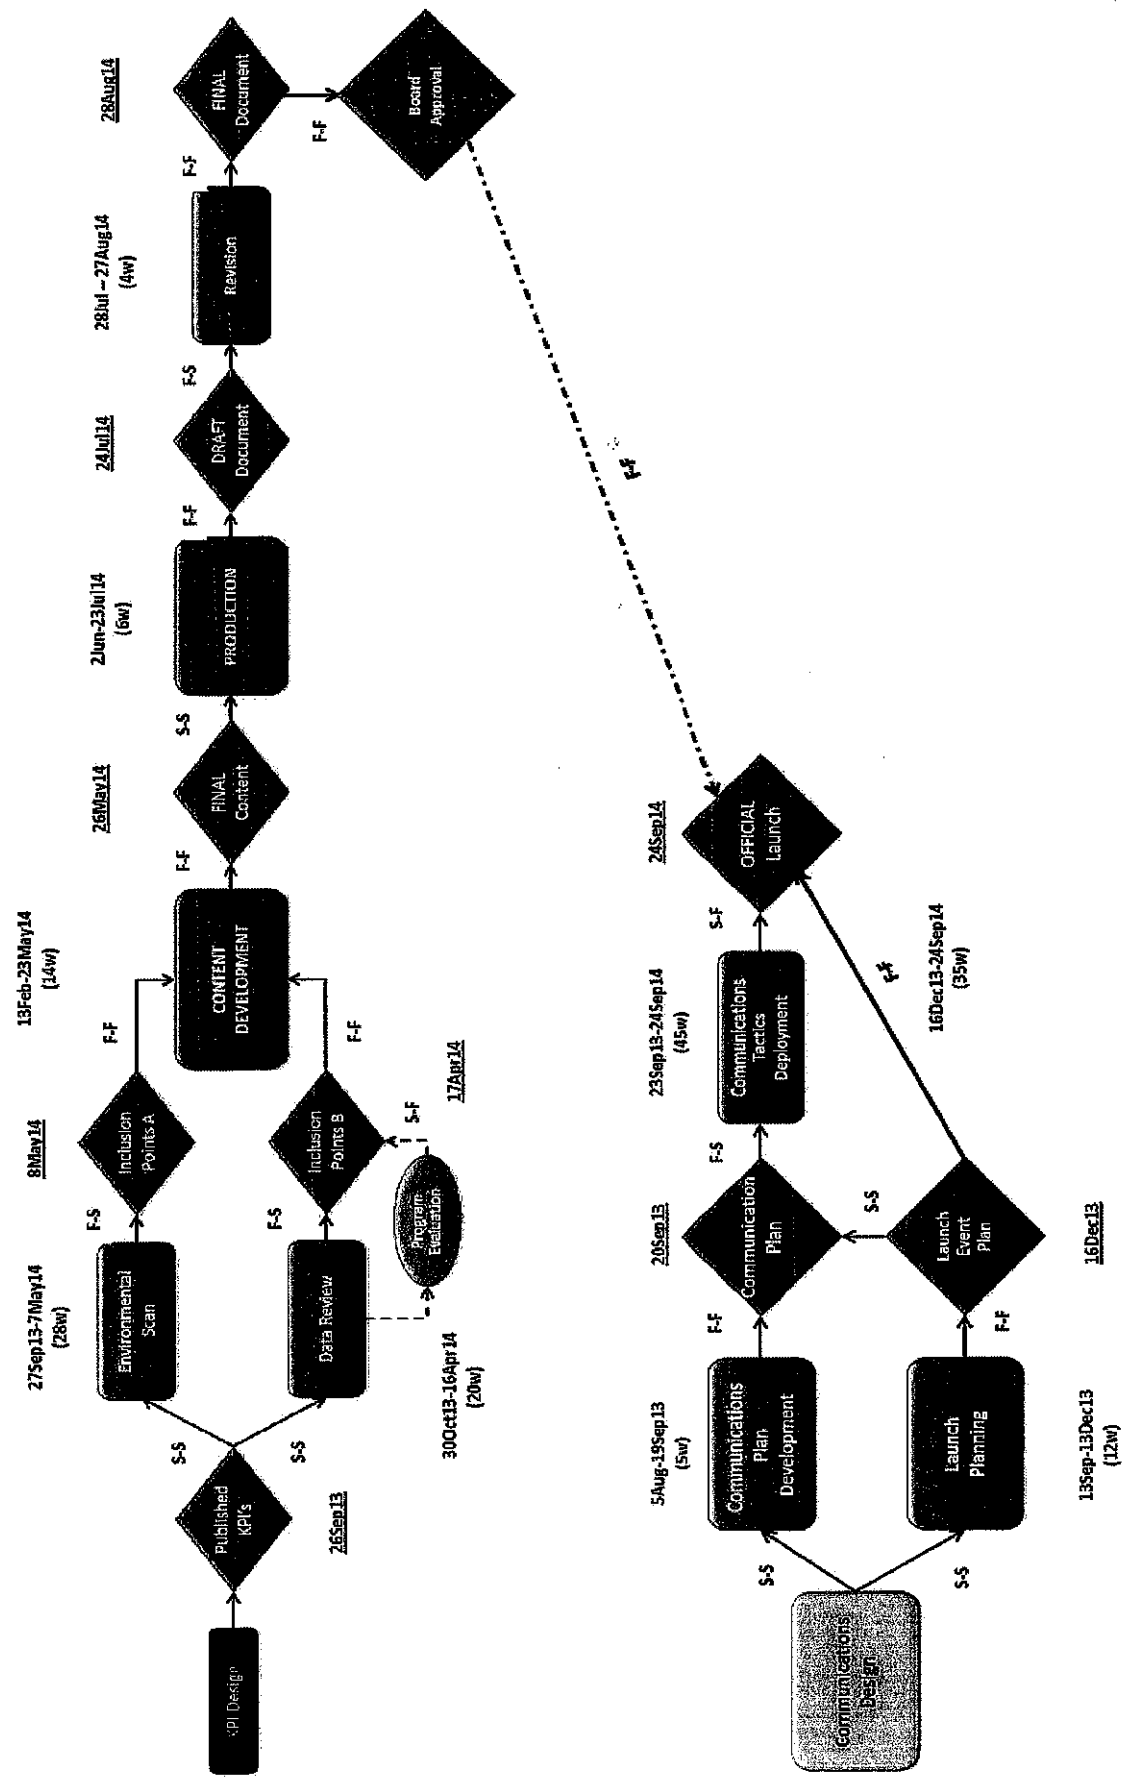 KPI Design
Published
KPI's
26Sep13
S-S
S-S
27Sep13-7May14
(28w)
Environmental
Scan
F-S
8May14
Inclusion
Points A
F-F
30Oct13-16Apr14
(20w)
Data Review
F-S
Program
Evaluation
S-F
17Apr14
Inclusion
Points B
F-F
13Feb-23May14
(14w)
CONTENT
DEVELOPMENT
F-F
26May14
FINAL
Content
S-S
2Jun-23Jul14
(6w)
PRODUCTION
F-F
24Jul14
DRAFT
Document
F-S
28Jul – 27Aug14
(4w)
Revision
F-F
28Aug14
FINAL
Document
F-F
Board
Approval
F-F
Communications
Design
S-S
S-S
5Aug-19Sep13
(5w)
Communications
Plan
Development
F-F
20Sep13
Communication
Plan
F-S
23Sep13-24Sep14
(45w)
Communications
Tactics
Deployment
S-F
24Sep14
OFFICIAL
Launch
Launch
Planning
13Sep-13Dec13
(12w)
F-F
Launch
Event
Plan
16Dec13
S-S
F-F
16Dec13-24Sep14
(35w)